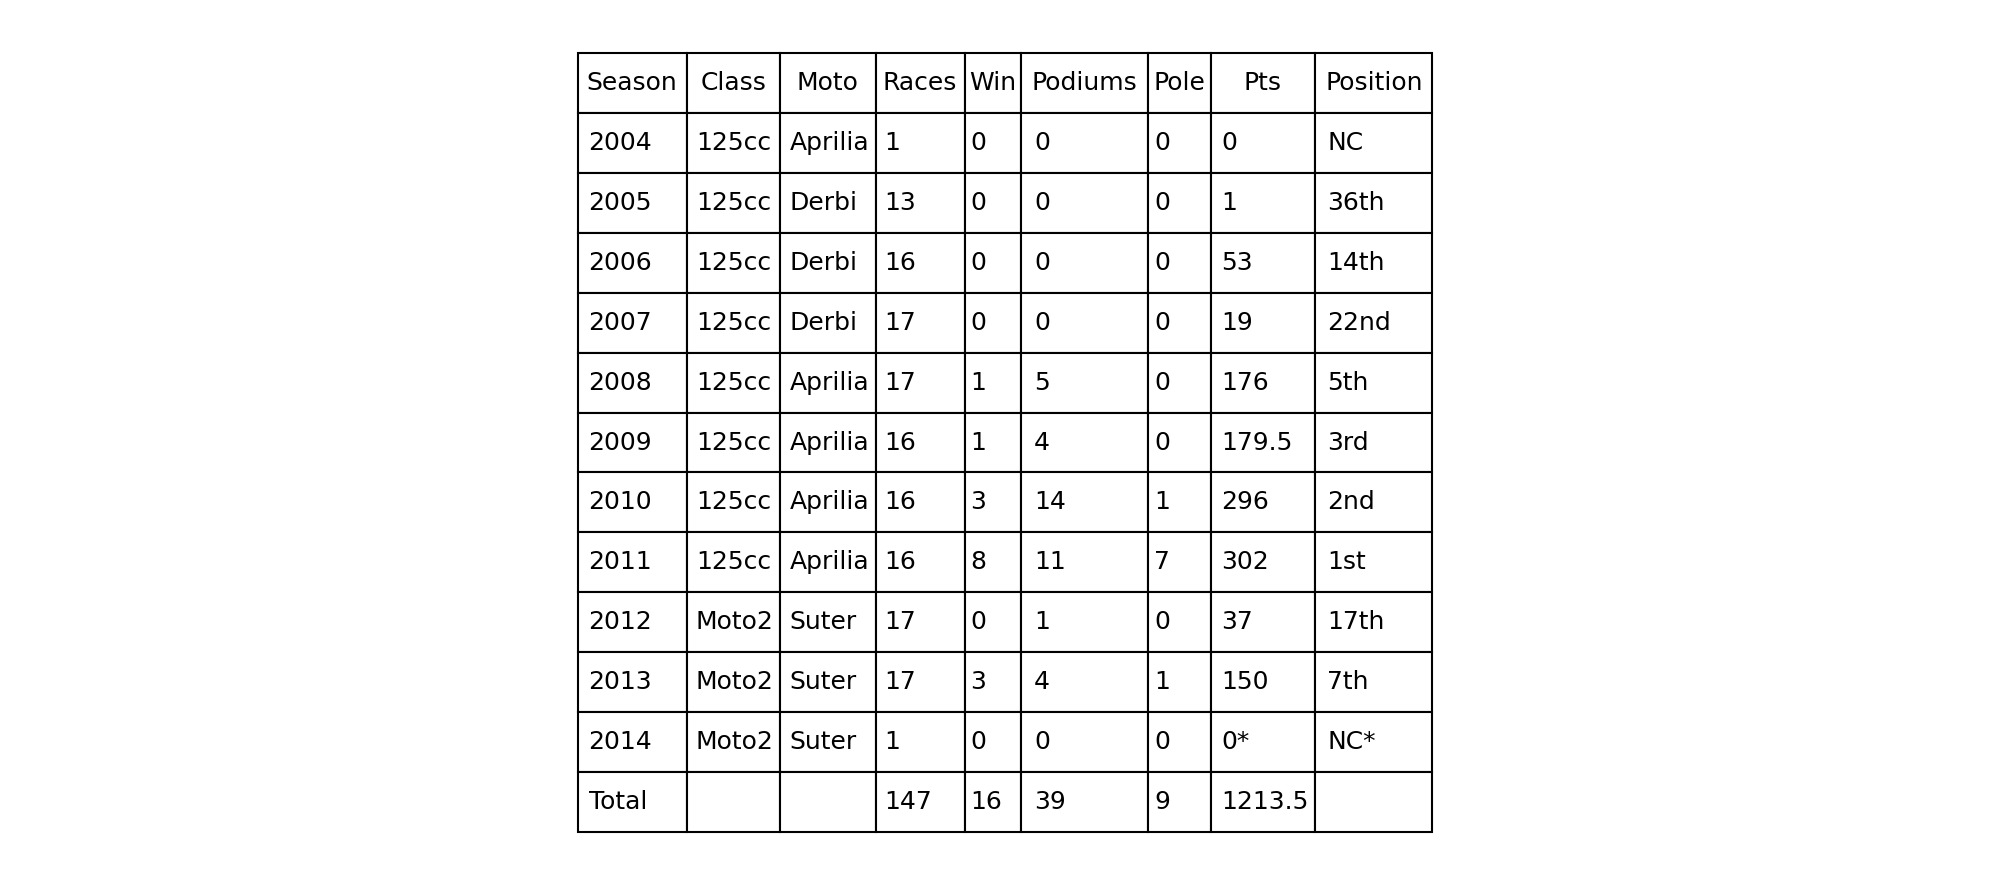 Season Class Moto Races Win Podiums Pole Pts Position
2004 125cc Aprilia 1 0 0 0 0 NC
2005 125cc Derbi 13 0 0 0 1 36th
2006 125cc Derbi 16 0 0 0 53 14th
2007 125cc Derbi 17 0 0 0 19 22nd
2008 125cc Aprilia 17 1 5 0 176 5th
2009 125cc Aprilia 16 1 4 0 179.5 3rd
2010 125cc Aprilia 16 3 14 1 296 2nd
2011 125cc Aprilia 16 8 11 7 302 1st
2012 Moto2 Suter 17 0 1 0 37 17th
2013 Moto2 Suter 17 3 4 1 150 7th
2014 Moto2 Suter 1 0 0 0 0* NC*
Total 147 16 39 9 1213.5